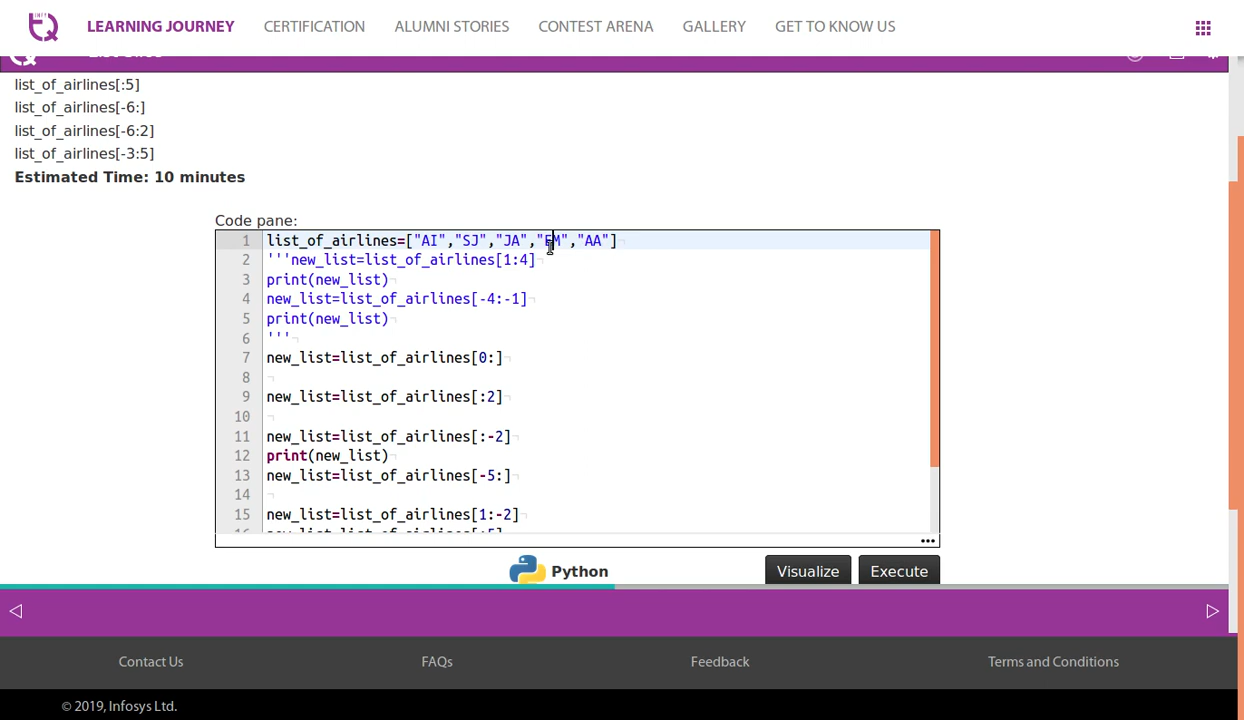 LEARNING JOURNEY CERTIFICATION ALUMNI STORIES CONTEST ARENA GALLERY GET TO KNOW US
list_of_airlines[:5]
list_of_airlines[-6:]
list_of_airlines[-6:2]
list_of_airlines[-3:5]
Estimated Time: 10 minutes
Code pane:
1 list_of_airlines=["AI","SJ","JA","EM","AA"]
2 '''new_list=list_of_airlines[1:4]
3 print(new_list)
4 new_list=list_of_airlines[-4:-1]
5 print(new_list)
6 '''
7 new_list=list_of_airlines[0:]
8
9 new_list=list_of_airlines[:2]
10
11 new_list=list_of_airlines[:-2]
12 print(new_list)
13 new_list=list_of_airlines[-5:]
14
15 new_list=list_of_airlines[1:-2]
Python Visualize Execute
Contact Us FAQs Feedback Terms and Conditions
© 2019, Infosys Ltd.